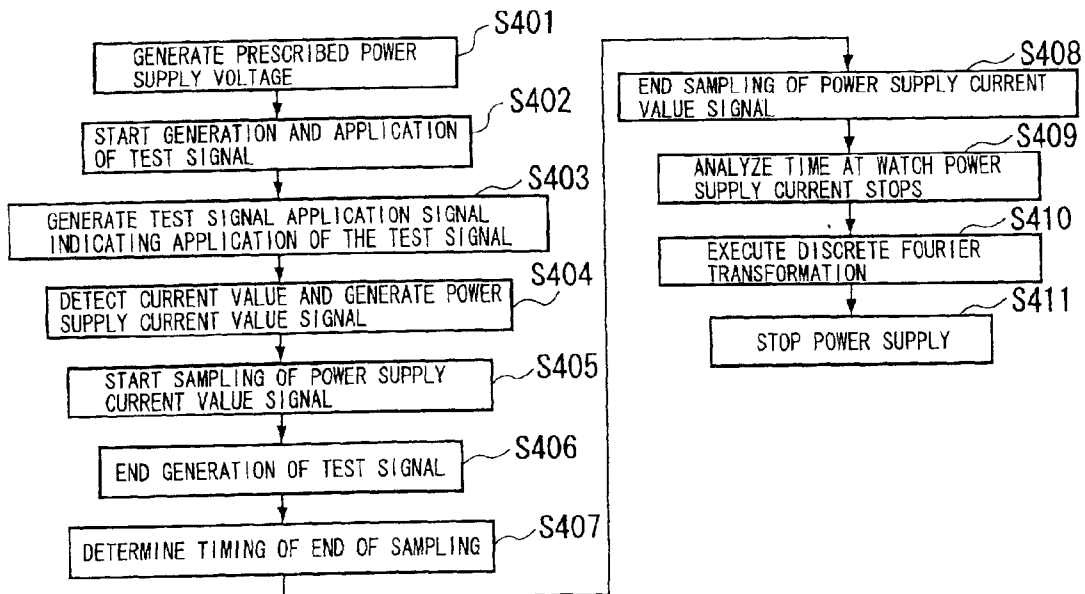 S401
GENERATE PRESCRIBED POWER
SUPPLY VOLTAGE
S402
START GENERATION AND APPLICATION
OF TEST SIGNAL
S403
GENERATE TEST SIGNAL APPLICATION SIGNAL
INDICATING APPLICATION OF THE TEST SIGNAL
S404
DETECT CURRENT VALUE AND GENERATE POWER
SUPPLY CURRENT VALUE SIGNAL
S405
START SAMPLING OF POWER SUPPLY
CURRENT VALUE SIGNAL
S406
END GENERATION OF TEST SIGNAL
S407
DETERMINE TIMING OF END OF SAMPLING
S408
END SAMPLING OF POWER SUPPLY CURRENT
VALUE SIGNAL
S409
ANALYZE TIME AT WATCH POWER
SUPPLY CURRENT STOPS
S410
EXECUTE DISCRETE FOURIER
TRANSFORMATION
S411
STOP POWER SUPPLY